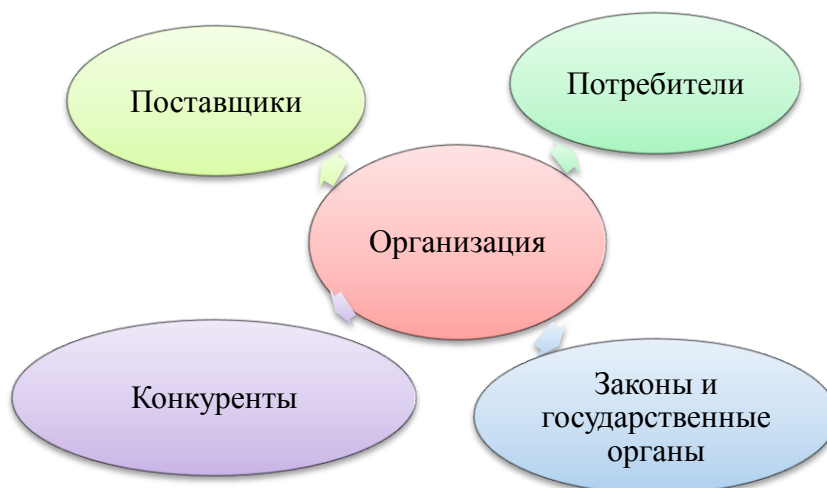 Поставщики
Потребители
Организация
Конкуренты
Законы и
государственные
органы